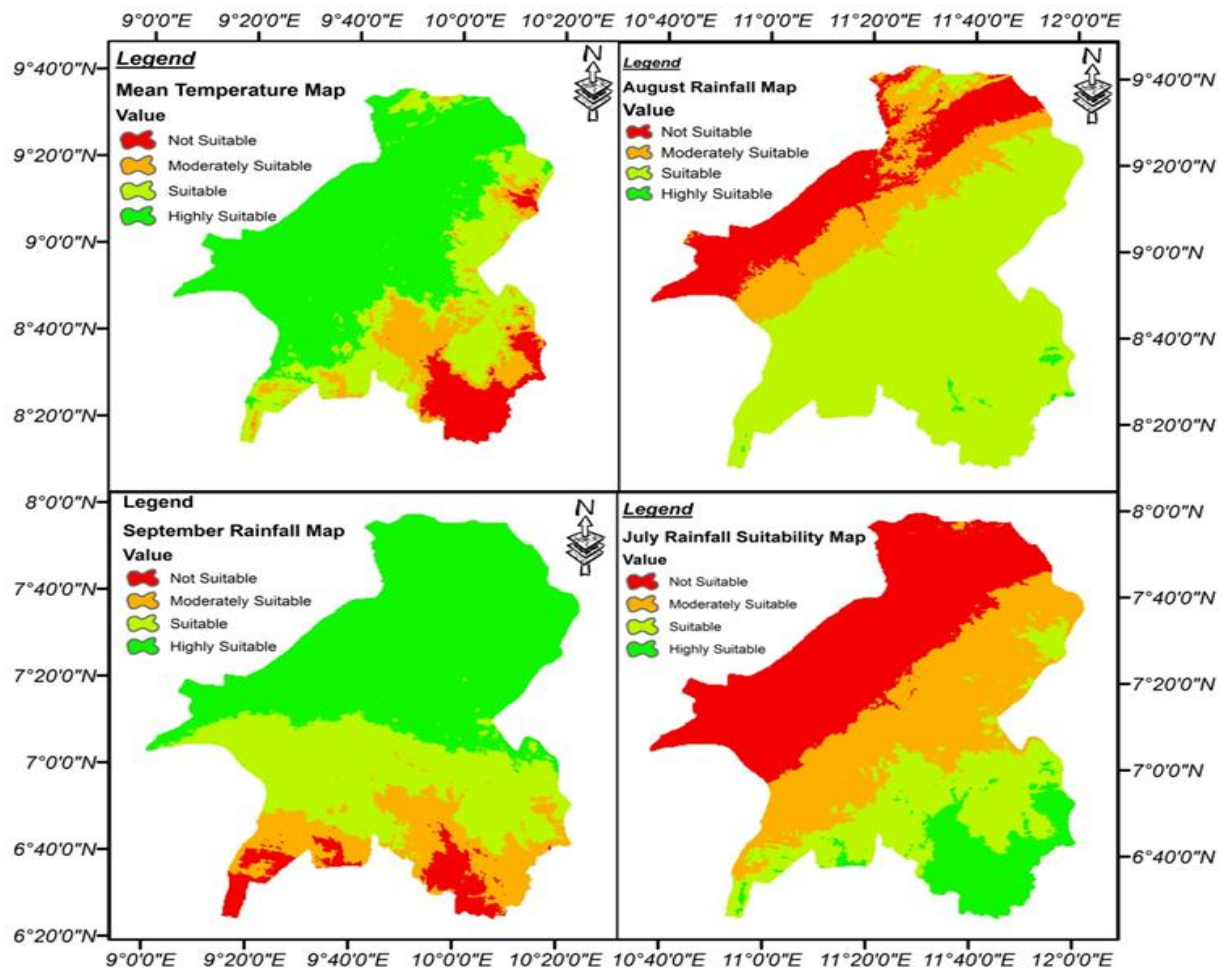 9°0'0"E 9°20'0"E 9°40'0"E 10°0'0"E 10°20'0"E 11°0'0"E 11°20'0"E 11°40'0"E 12°0'0"E
9°40'0"N
9°20'0"N
9°0'0"N
8°40'0"N
8°20'0"N
Legend
Mean Temperature Map
Value
Not Suitable
Moderately Suitable
Suitable
Highly Suitable
N
Legend
August Rainfall Map
Value
Not Suitable
Moderately Suitable
Suitable
Highly Suitable
N
9°40'0"N
9°20'0"N
9°0'0"N
8°40'0"N
8°20'0"N
8°0'0"N
7°40'0"N
7°20'0"N
7°0'0"N
6°40'0"N
6°20'0"N
Legend
September Rainfall Map
Value
Not Suitable
Moderately Suitable
Suitable
Highly Suitable
N
Legend
July Rainfall Suitability Map
Value
Not Suitable
Moderately Suitable
Suitable
Highly Suitable
N
8°0'0"N
7°40'0"N
7°20'0"N
7°0'0"N
6°40'0"N
9°0'0"E 9°20'0"E 9°40'0"E 10°0'0"E 10°20'0"E 10°40'0"E 11°0'0"E 11°20'0"E 11°40'0"E 12°0'0"E